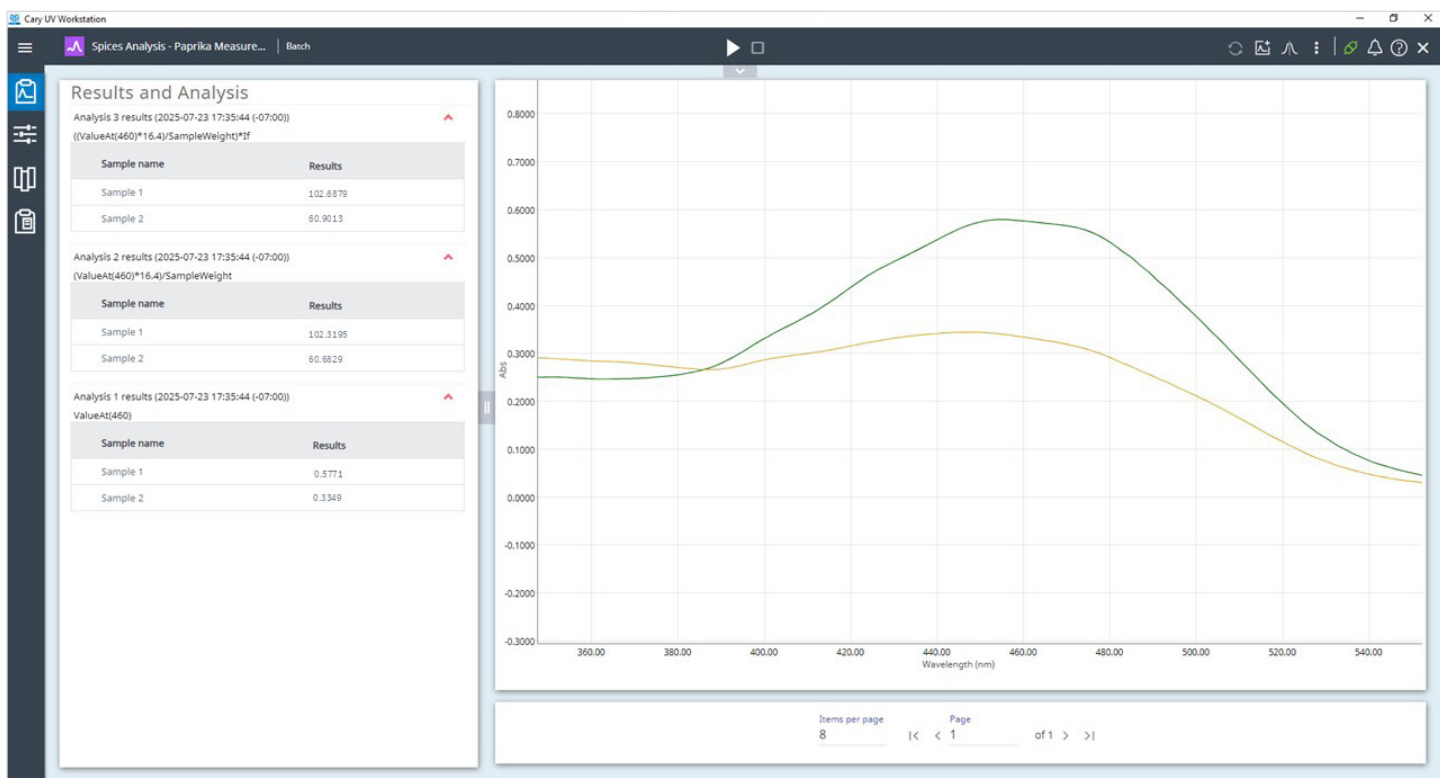 Cary UV Workstation
Spices Analysis - Paprika Measure... | Batch
Results and Analysis
Analysis 3 results (2025-07-23 17:35:44 (-07:00))
((ValueAt(460)*16.4)/SampleWeight)*If
Sample name Results
Sample 1 102.6879
Sample 2 60.9013
Analysis 2 results (2025-07-23 17:35:44 (-07:00))
(ValueAt(460)*16.4)/SampleWeight
Sample name Results
Sample 1 102.3195
Sample 2 60.6829
Analysis 1 results (2025-07-23 17:35:44 (-07:00))
ValueAt(460)
Sample name Results
Sample 1 0.5771
Sample 2 0.3349
0.8000
0.7000
0.6000
0.5000
0.4000
0.3000
0.2000
0.1000
0.0000
-0.1000
-0.2000
-0.3000
Abs
360.00 380.00 400.00 420.00 440.00 460.00 480.00 500.00 520.00 540.00
Wavelength (nm)
Items per page Page
8 1 of 1